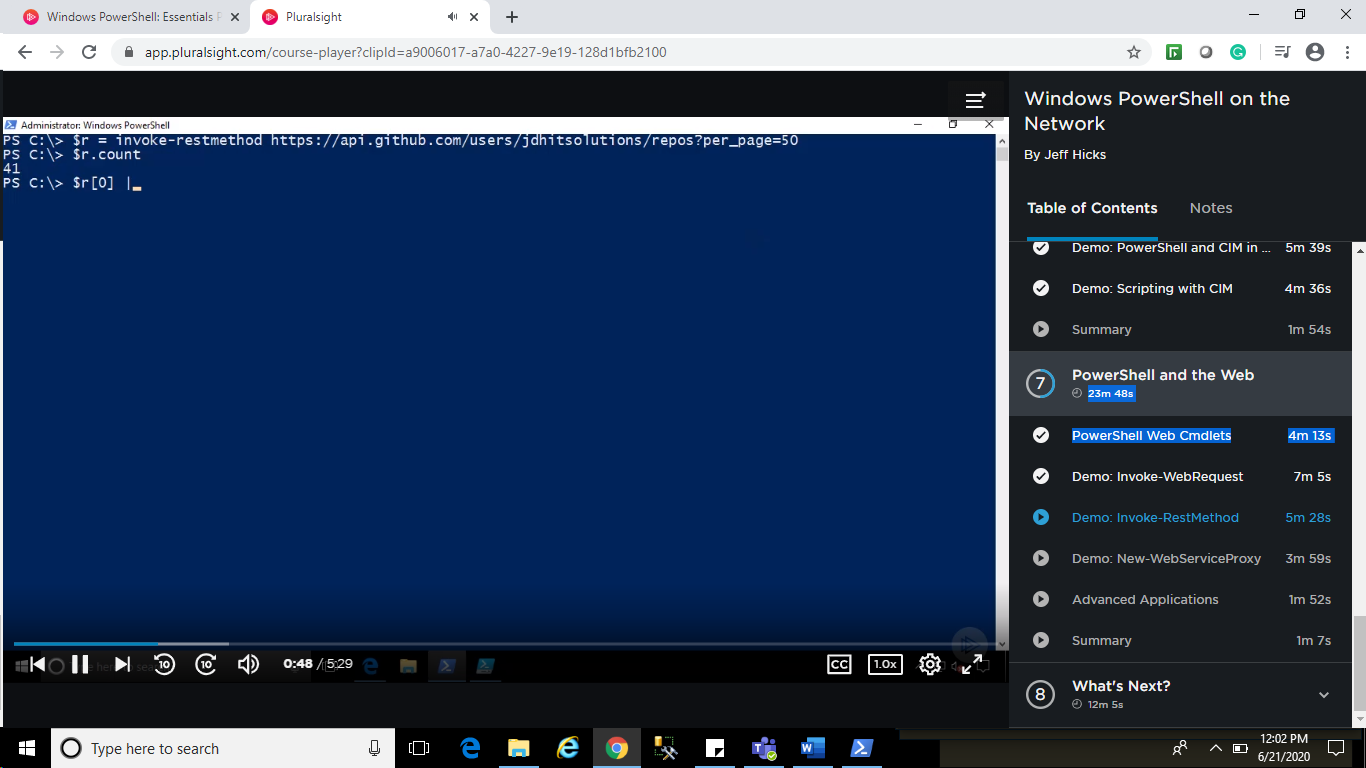 Windows PowerShell: Essentials P
Pluralsight
app.pluralsight.com/course-player?clipId=a9006017-a7a0-4227-9e19-128d1bfb2100
Administrator: Windows PowerShell
PS C:\> $r = invoke-restmethod https://api.github.com/users/jdhitsolutions/repos?per_page=50
PS C:\> $r.count
41
PS C:\> $r[0] |
10
10
0:48 / 5:29
CC
1.0x
Windows PowerShell on the
Network
By Jeff Hicks
Table of Contents
Notes
Demo: PowerShell and CIM in ... 5m 39s
Demo: Scripting with CIM 4m 36s
Summary 1m 54s
7 PowerShell and the Web
23m 48s
PowerShell Web Cmdlets 4m 13s
Demo: Invoke-WebRequest 7m 5s
Demo: Invoke-RestMethod 5m 28s
Demo: New-WebServiceProxy 3m 59s
Advanced Applications 1m 52s
Summary 1m 7s
8 What's Next?
12m 5s
Type here to search
12:02 PM
6/21/2020